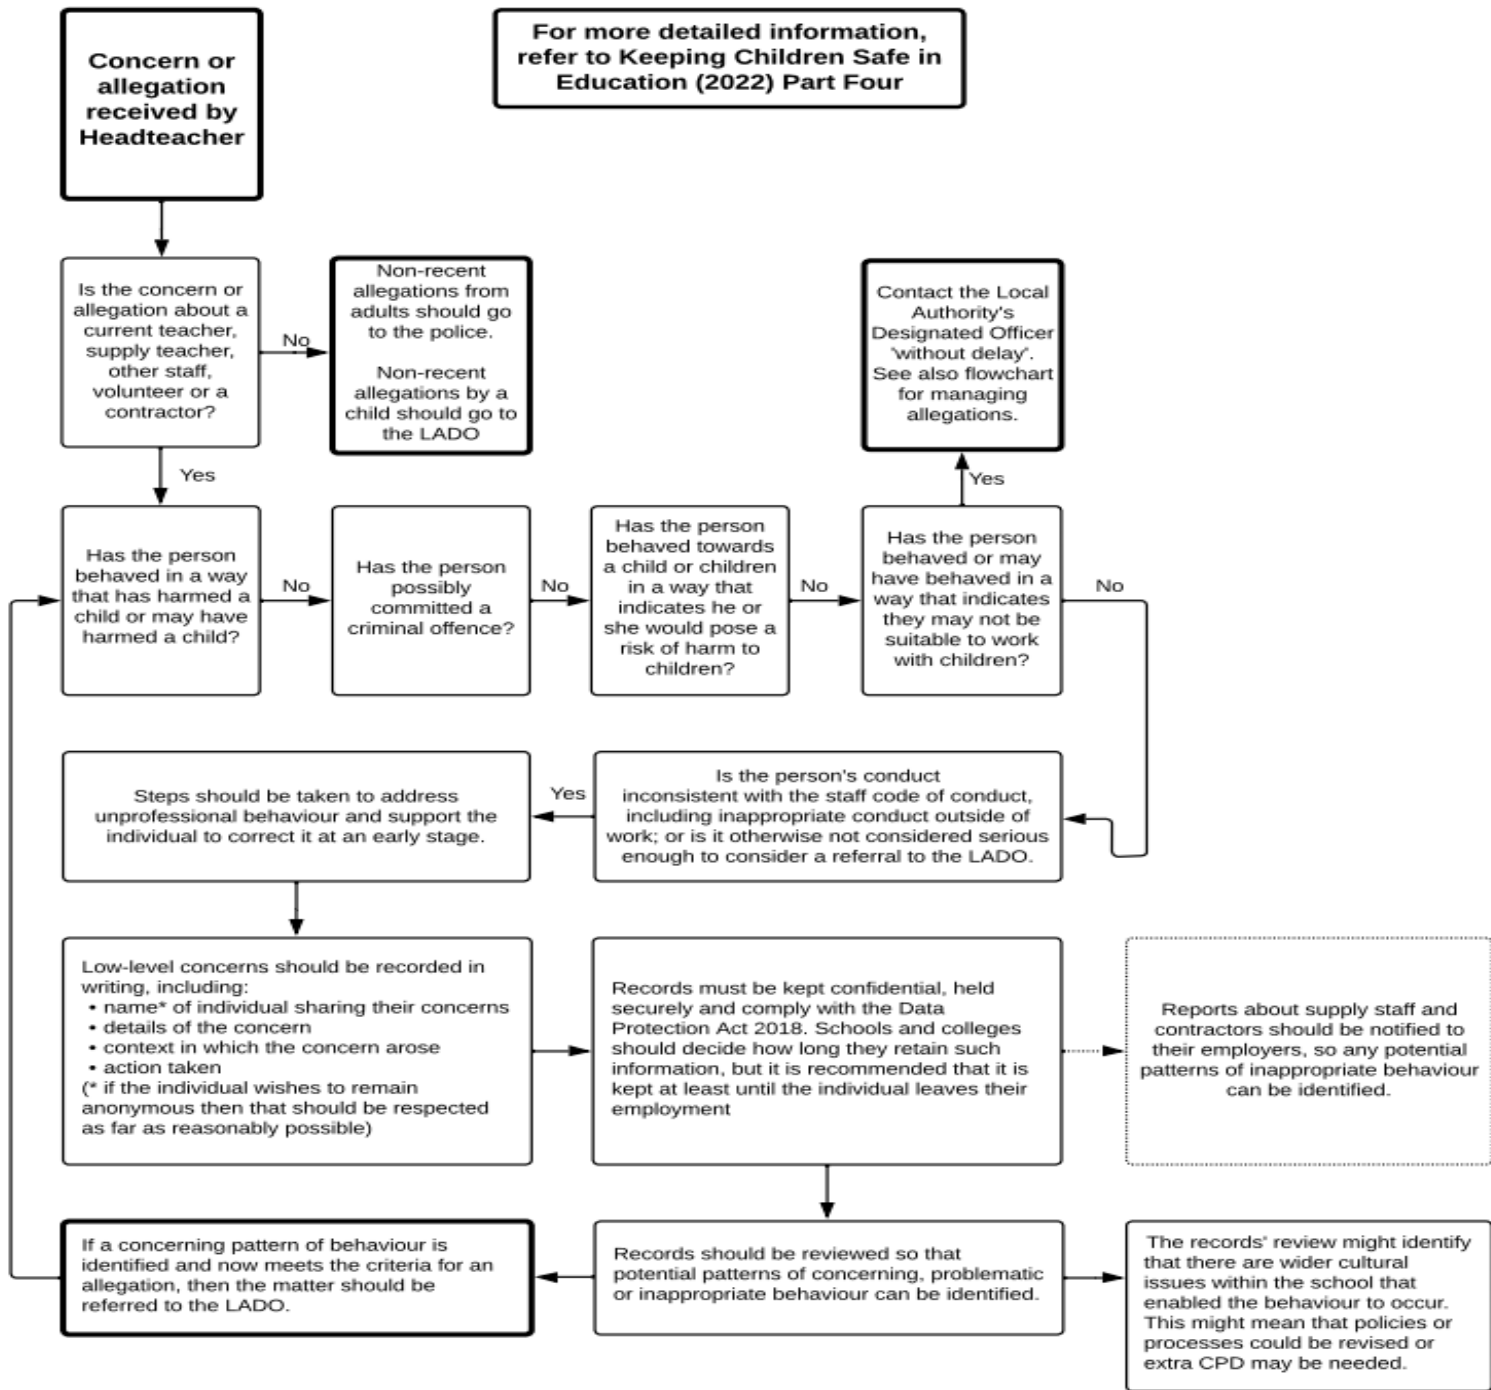 Concern or
allegation
received by
Headteacher
For more detailed information,
refer to Keeping Children Safe in
Education (2022) Part Four
Is the concern or
allegation about a
current teacher,
supply teacher,
other staff,
volunteer or a
contractor?
No
Non-recent
allegations from
adults should go
to the police.
Non-recent
allegations by a
child should go to
the LADO
Contact the Local
Authority's
Designated Officer
'without delay'.
See also flowchart
for managing
allegations.
Yes
Yes
Has the person
behaved in a way
that has harmed a
child or may have
harmed a child?
No
Has the person
possibly
committed a
criminal offence?
No
Has the person
behaved towards
a child or children
in a way that
indicates he or
she would pose a
risk of harm to
children?
No
Has the person
behaved or may
have behaved in a
way that indicates
they may not be
suitable to work
with children?
No
Steps should be taken to address
unprofessional behaviour and support the
individual to correct it at an early stage.
Yes
Is the person's conduct
inconsistent with the staff code of conduct,
including inappropriate conduct outside of
work; or is it otherwise not considered serious
enough to consider a referral to the LADO.
Low-level concerns should be recorded in
writing, including:
• name* of individual sharing their concerns
• details of the concern
• context in which the concern arose
• action taken
(* if the individual wishes to remain
anonymous then that should be respected
as far as reasonably possible)
Records must be kept confidential, held
securely and comply with the Data
Protection Act 2018. Schools and colleges
should decide how long they retain such
information, but it is recommended that it is
kept at least until the individual leaves their
employment
Reports about supply staff and
contractors should be notified to
their employers, so any potential
patterns of inappropriate behaviour
can be identified.
If a concerning pattern of behaviour is
identified and now meets the criteria for an
allegation, then the matter should be
referred to the LADO.
Records should be reviewed so that
potential patterns of concerning, problematic
or inappropriate behaviour can be identified.
The records' review might identify
that there are wider cultural
issues within the school that
enabled the behaviour to occur.
This might mean that policies or
processes could be revised or
extra CPD may be needed.